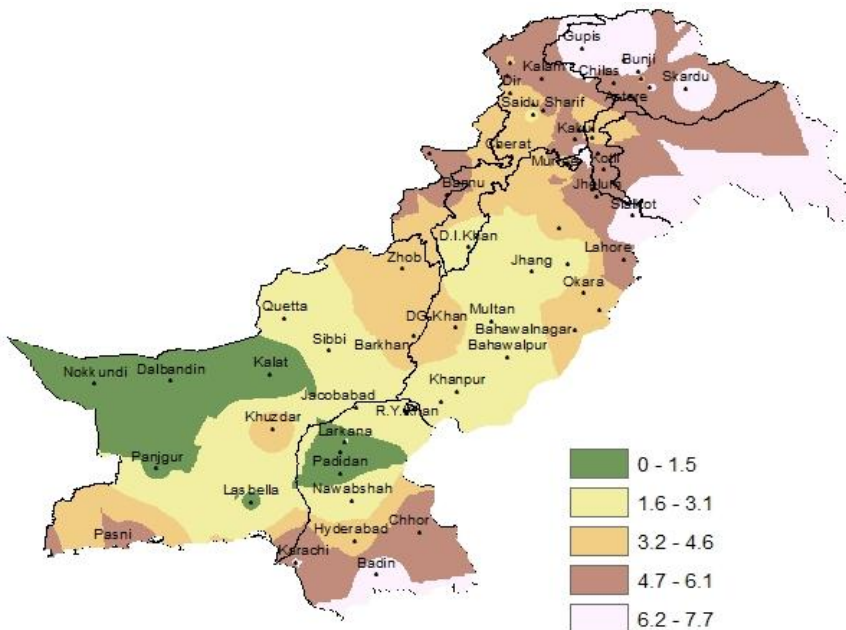 Gupis
Bunji
Kalam
Chilas
Skardu
Dir
Astore
Saidu Sharif
Kakul
Cherat
Kotli
Bannu
Jhelum
Sialkot
D.I.Khan
Lahore
Zhob
Jhang
Okara
Quetta
DG.Khan
Multan
Bahawalnagar
Sibbi
Barkhan
Bahawalpur
Kalat
Dalbandin
Nokkundi
Khanpur
Jacobabad
R.Y.Khan
Khuzdar
Larkana
Panjgur
Padidan
Lasbella
Nawabshah
Pasni
Hyderabad
Chhor
Karachi
Badin
0 - 1.5
1.6 - 3.1
3.2 - 4.6
4.7 - 6.1
6.2 - 7.7